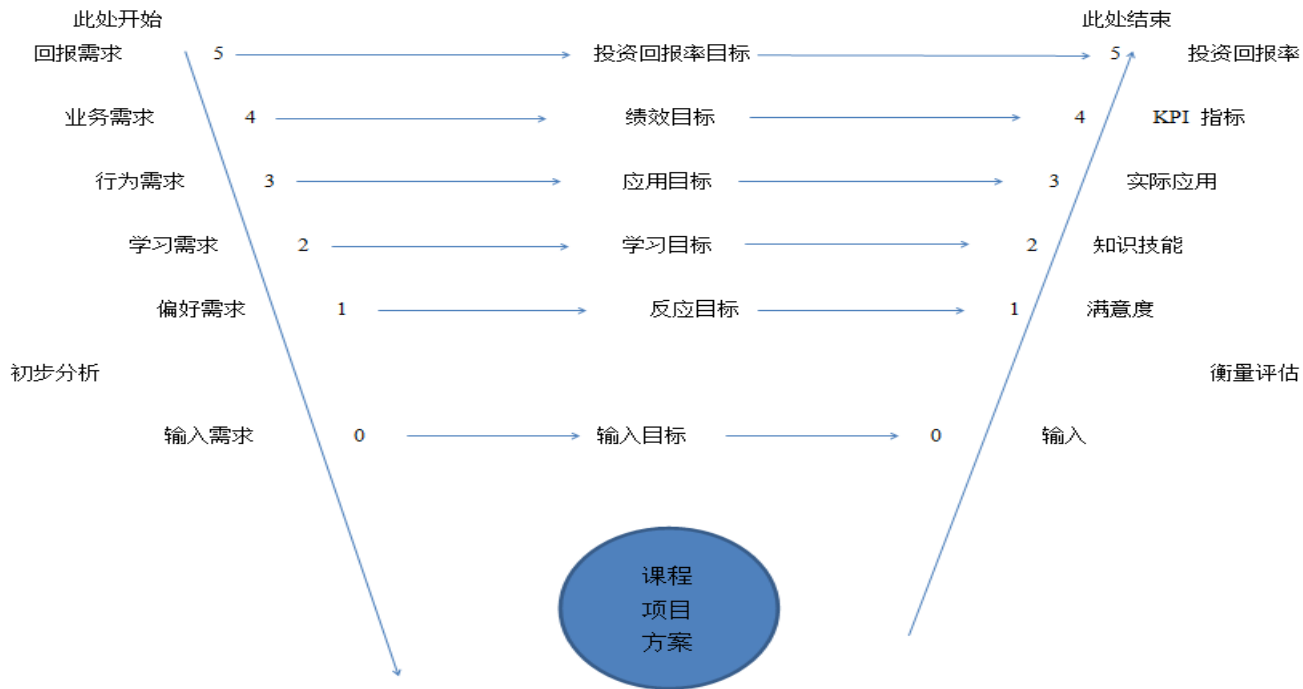 此处开始 此处结束
回报需求 5 投资回报率目标 5 投资回报率
业务需求 4 绩效目标 4 KPI 指标
行为需求 3 应用目标 3 实际应用
学习需求 2 学习目标 2 知识技能
偏好需求 1 反应目标 1 满意度
初步分析 衡量评估
输入需求 0 输入目标 0 输入
课程
项目
方案